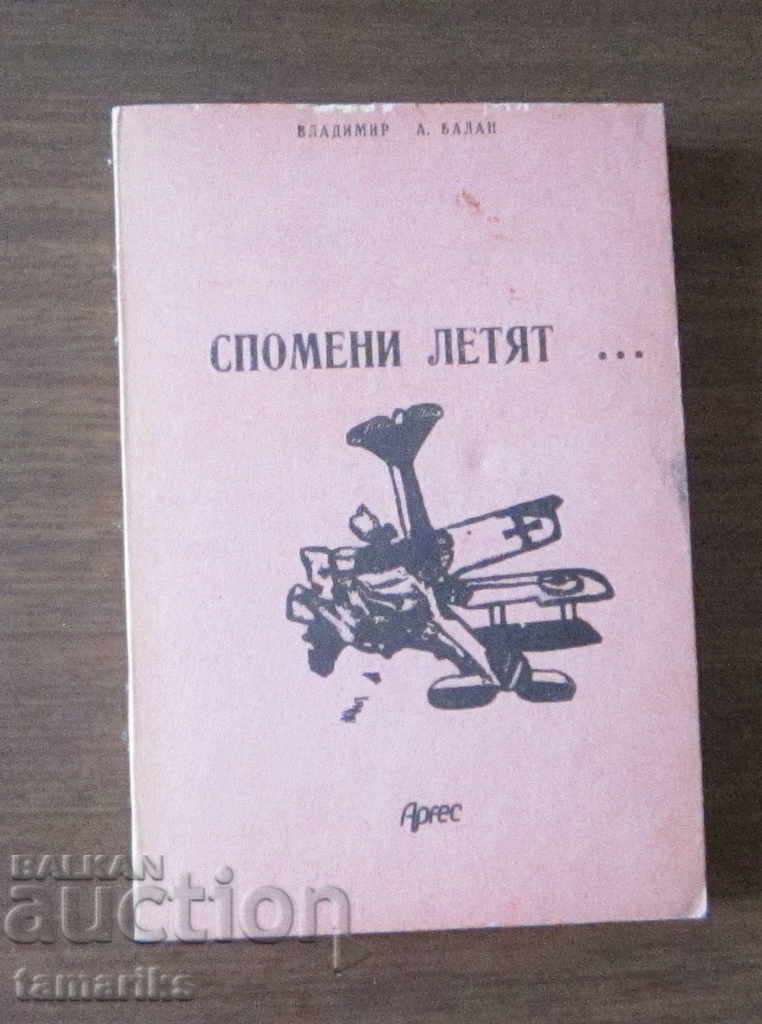 ВЛАДИМИР А. БАЛАН
СПОМЕНИ ЛЕТЯТ ...
Аргес
BALKAN
auction
tamariks